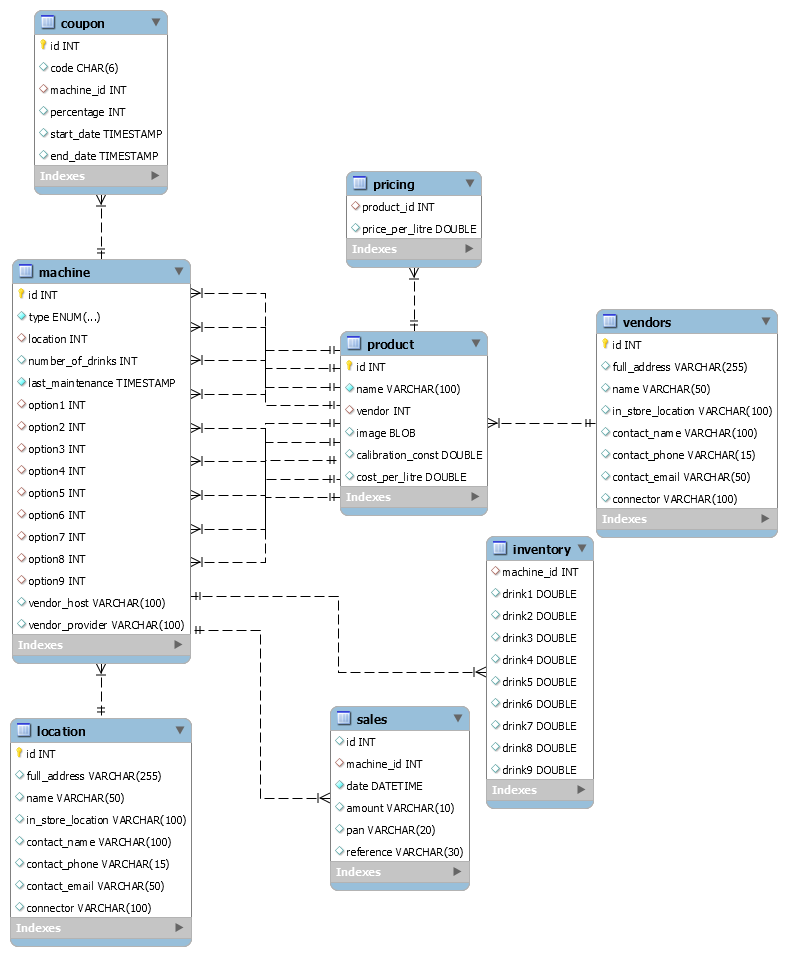 coupon
id INT
code CHAR(6)
machine_id INT
percentage INT
start_date TIMESTAMP
end_date TIMESTAMP
Indexes
pricing
product_id INT
price_per_litre DOUBLE
Indexes
machine
id INT
type ENUM(...)
location INT
number_of_drinks INT
last_maintenance TIMESTAMP
option1 INT
option2 INT
option3 INT
option4 INT
option5 INT
option6 INT
option7 INT
option8 INT
option9 INT
vendor_host VARCHAR(100)
vendor_provider VARCHAR(100)
Indexes
product
id INT
name VARCHAR(100)
vendor INT
image BLOB
calibration_const DOUBLE
cost_per_litre DOUBLE
Indexes
vendors
id INT
full_address VARCHAR(255)
name VARCHAR(50)
in_store_location VARCHAR(100)
contact_name VARCHAR(100)
contact_phone VARCHAR(15)
contact_email VARCHAR(50)
connector VARCHAR(100)
Indexes
inventory
machine_id INT
drink1 DOUBLE
drink2 DOUBLE
drink3 DOUBLE
drink4 DOUBLE
drink5 DOUBLE
drink6 DOUBLE
drink7 DOUBLE
drink8 DOUBLE
drink9 DOUBLE
Indexes
location
id INT
full_address VARCHAR(255)
name VARCHAR(50)
in_store_location VARCHAR(100)
contact_name VARCHAR(100)
contact_phone VARCHAR(15)
contact_email VARCHAR(50)
connector VARCHAR(100)
Indexes
sales
id INT
machine_id INT
date DATETIME
amount VARCHAR(10)
pan VARCHAR(20)
reference VARCHAR(30)
Indexes